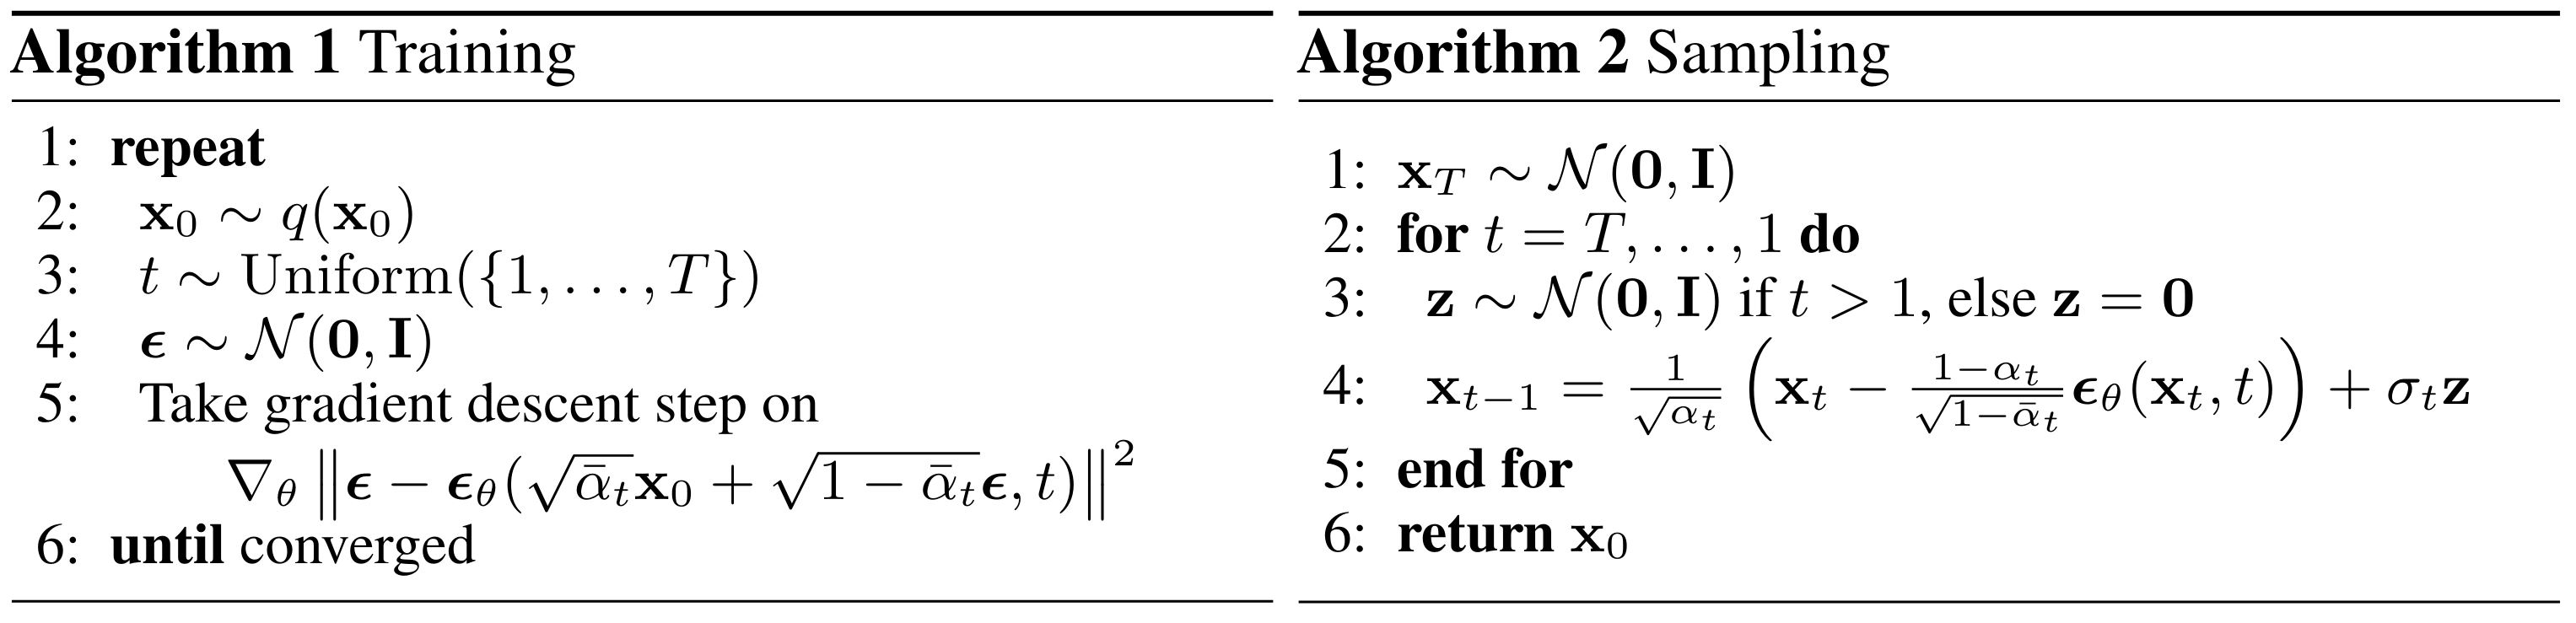 Algorithm 1 Training
1: repeat
2: x₀ ∼ q(x₀)
3: t ∼ Uniform({1, . . . , T})
4: ϵ ∼ 𝒩(0, I)
5: Take gradient descent step on
∇_θ ‖ϵ − ϵ_θ(√ᾱ_t x₀ + √(1 − ᾱ_t) ϵ, t)‖²
6: until converged
Algorithm 2 Sampling
1: x_T ∼ 𝒩(0, I)
2: for t = T, . . . , 1 do
3: z ∼ 𝒩(0, I) if t > 1, else z = 0
4: x_{t−1} = 1/√α_t (x_t − (1−α_t)/√(1−ᾱ_t) ϵ_θ(x_t, t)) + σ_t z
5: end for
6: return x₀